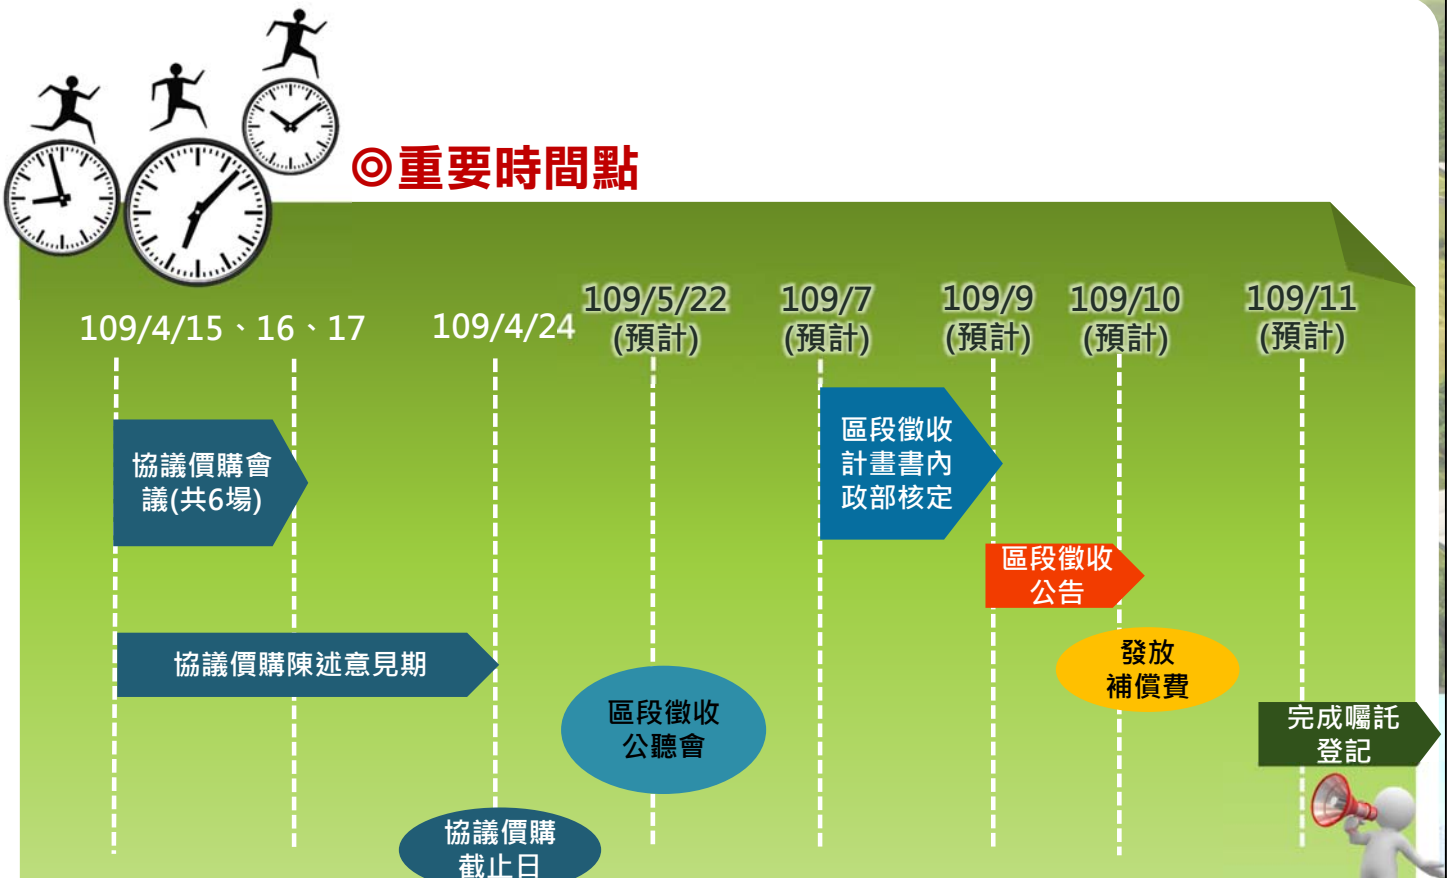 ◎重要時間點
109/4/15、16、17
109/4/24
109/5/22
(預計)
109/7
(預計)
109/9
(預計)
109/10
(預計)
109/11
(預計)
協議價購會
議(共6場)
區段徵收
計畫書內
政部核定
區段徵收
公告
協議價購陳述意見期
發放
補償費
區段徵收
公聽會
完成囑託
登記
協議價購
截止日